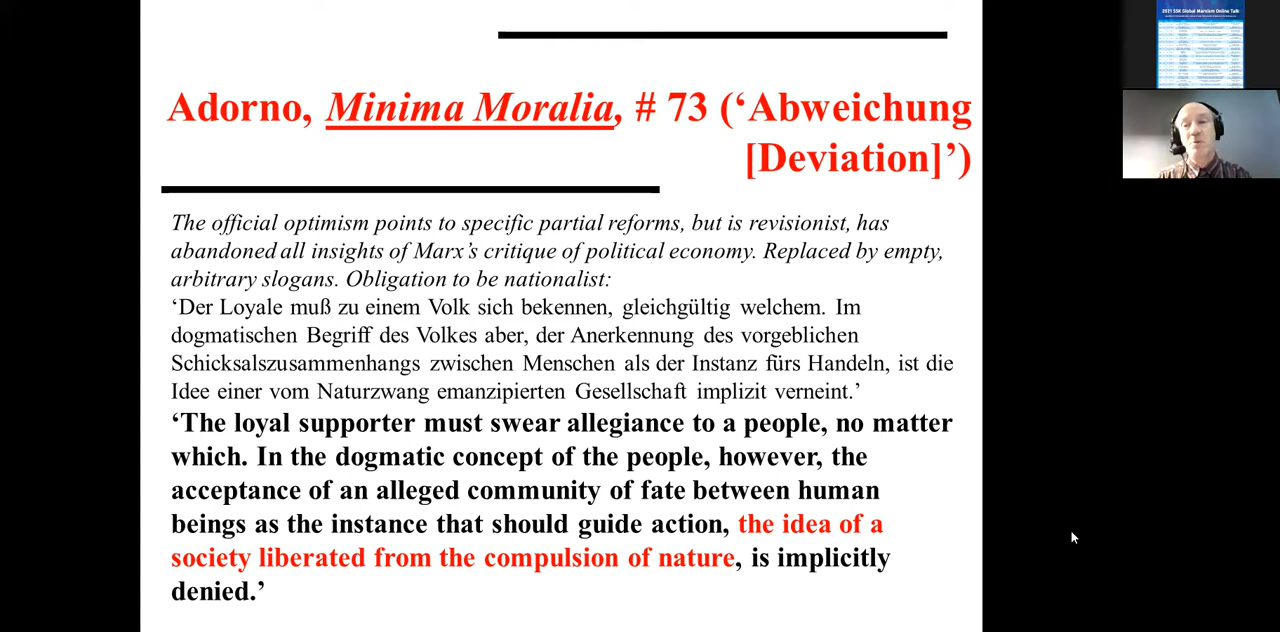 2021 SSK Global Marxism Online Talk
Adorno, Minima Moralia, # 73 (‘Abweichung
[Deviation]’)
The official optimism points to specific partial reforms, but is revisionist, has
abandoned all insights of Marx’s critique of political economy. Replaced by empty,
arbitrary slogans. Obligation to be nationalist:
‘Der Loyale muß zu einem Volk sich bekennen, gleichgültig welchem. Im
dogmatischen Begriff des Volkes aber, der Anerkennung des vorgeblichen
Schicksalszusammenhangs zwischen Menschen als der Instanz fürs Handeln, ist die
Idee einer vom Naturzwang emanzipierten Gesellschaft implizit verneint.’
‘The loyal supporter must swear allegiance to a people, no matter
which. In the dogmatic concept of the people, however, the
acceptance of an alleged community of fate between human
beings as the instance that should guide action, the idea of a
society liberated from the compulsion of nature, is implicitly
denied.’